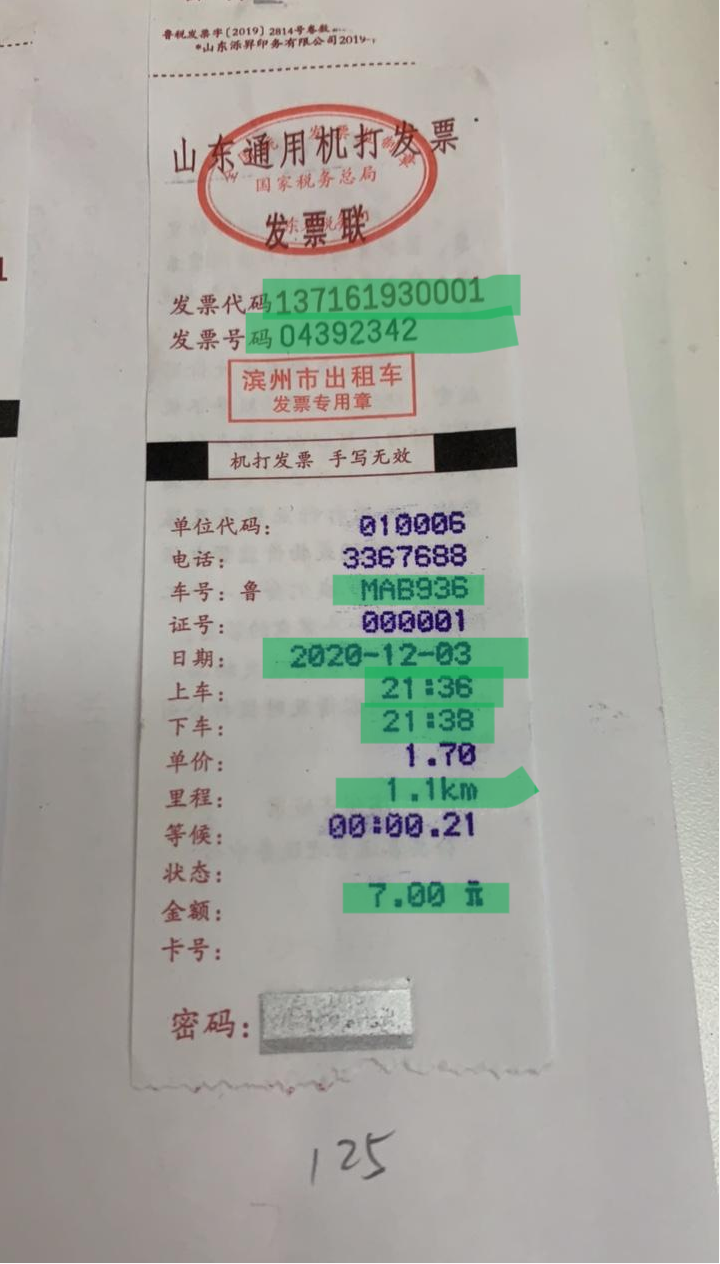 鲁税发票字[2019]2814号卷数
*山东泺昇印务有限公司2019-
山东通用机打发票
国家税务总局
发票联
发票代码137161930001
发票号码04392342
滨州市出租车
发票专用章
机打发票 手写无效
单位代码: 010006
电话: 3367688
车号: 鲁 MAB936
证号: 000001
日期: 2020-12-03
上车: 21:36
下车: 21:38
单价: 1.70
里程: 1.1km
等候: 00:00.21
状态:
金额: 7.00 元
卡号:
密码:
125